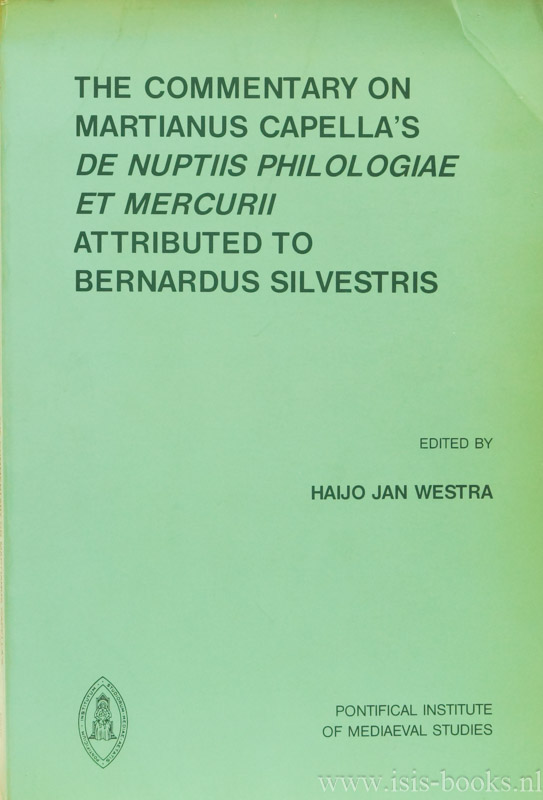 THE COMMENTARY ON
MARTIANUS CAPELLA'S
DE NUPTIIS PHILOLOGIAE
ET MERCURII
ATTRIBUTED TO
BERNARDUS SILVESTRIS
EDITED BY
HAIJO JAN WESTRA
PONTIFICAL INSTITUTE
OF MEDIAEVAL STUDIES
www.isis-books.nl